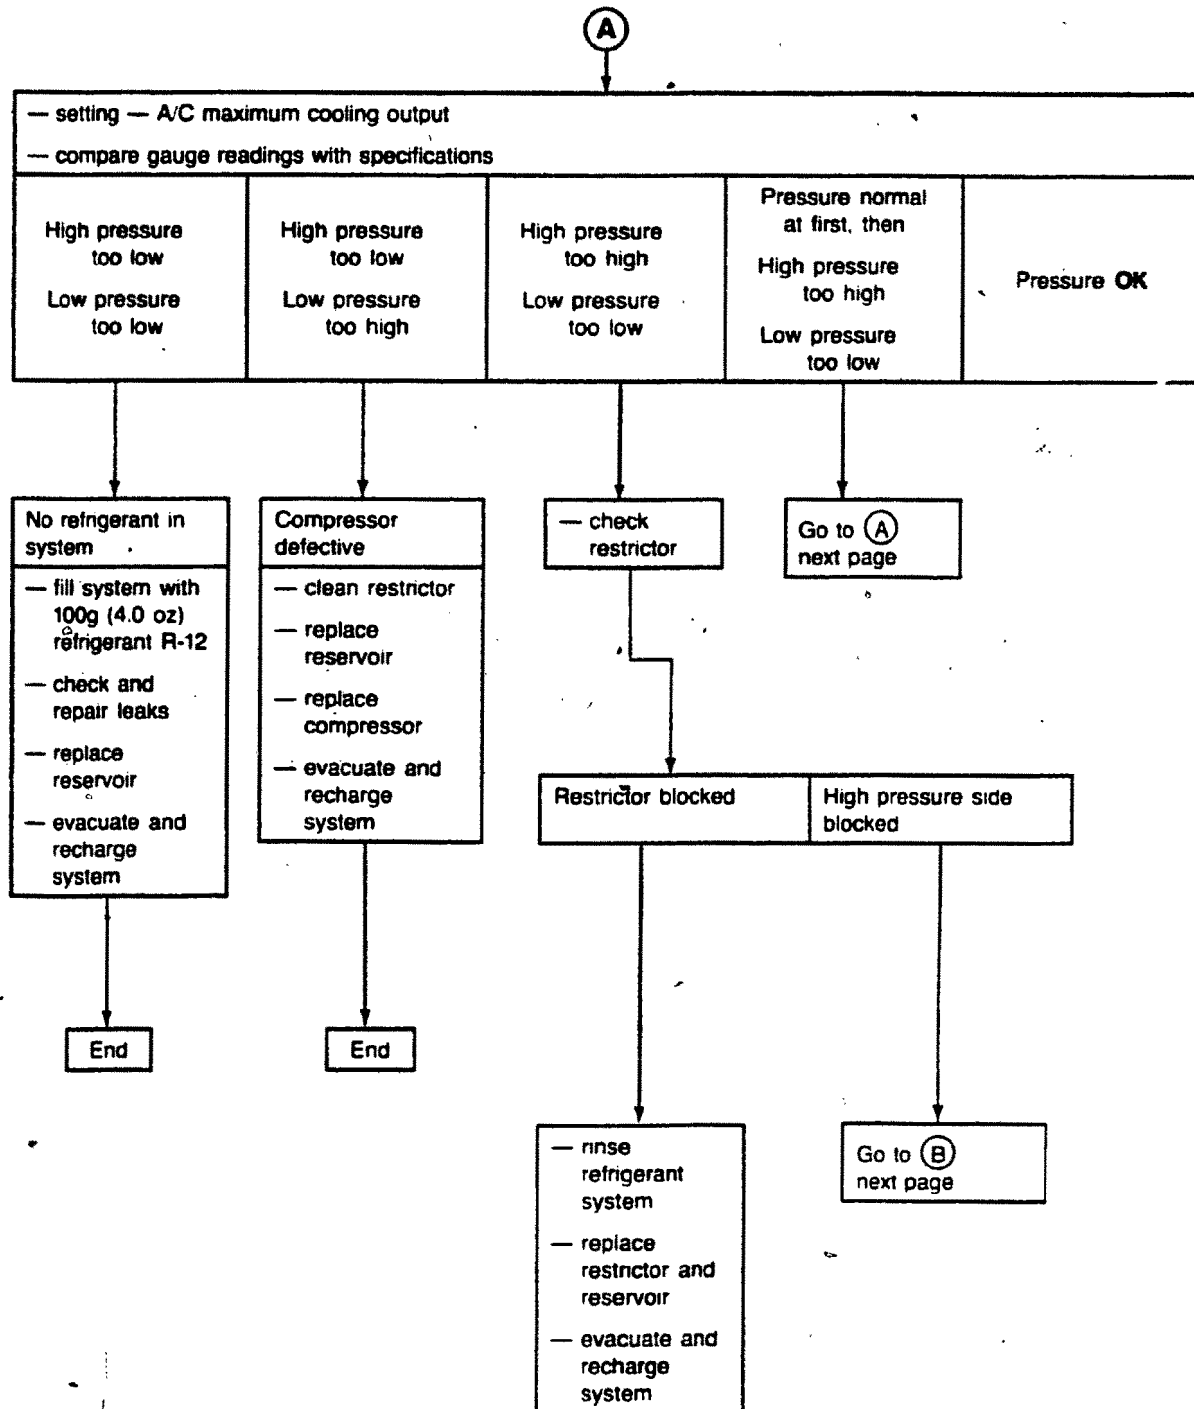 A
— setting — A/C maximum cooling output
— compare gauge readings with specifications
High pressure
too low
Low pressure
too low
High pressure
too low
Low pressure
too high
High pressure
too high
Low pressure
too low
Pressure normal
at first, then
High pressure
too high
Low pressure
too low
Pressure OK
No refrigerant in
system
— fill system with
100g (4.0 oz)
refrigerant R-12
— check and
repair leaks
— replace
reservoir
— evacuate and
recharge
system
End
Compressor
defective
— clean restrictor
— replace
reservoir
— replace
compressor
— evacuate and
recharge
system
End
— check
restrictor
Go to A
next page
Restrictor blocked
High pressure side
blocked
— rinse
refrigerant
system
— replace
restrictor and
reservoir
— evacuate and
recharge
system
Go to B
next page